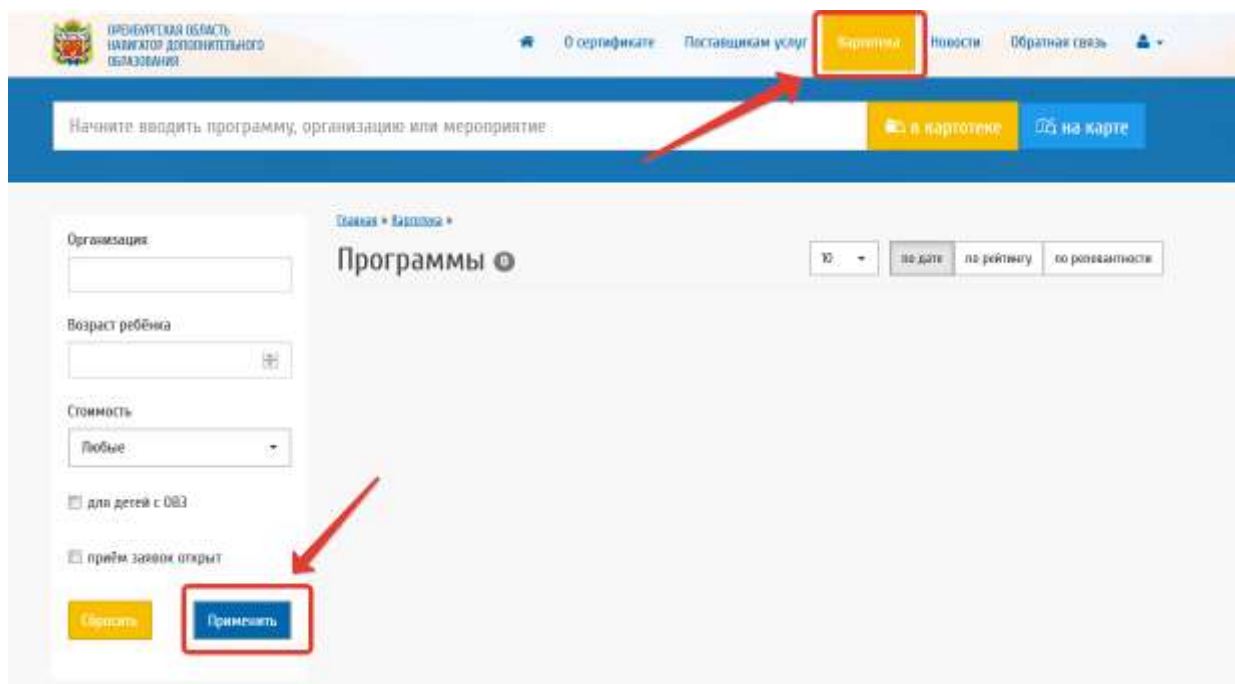 ОРЕНБУРГСКАЯ ОБЛАСТЬ
НАВИГАТОР ДОПОЛНИТЕЛЬНОГО
ОБРАЗОВАНИЯ
О сертификате
Поставщикам услуг
Картотека
Новости
Обратная связь
Начните вводить программу, организацию или мероприятие
в картотеке
на карте
Главная » Картотека »
Программы 0
10
по дате
по рейтингу
по релевантности
Организация
Возраст ребёнка
Стоимость
Любые
для детей с ОВЗ
приём заявок открыт
Сбросить
Применить